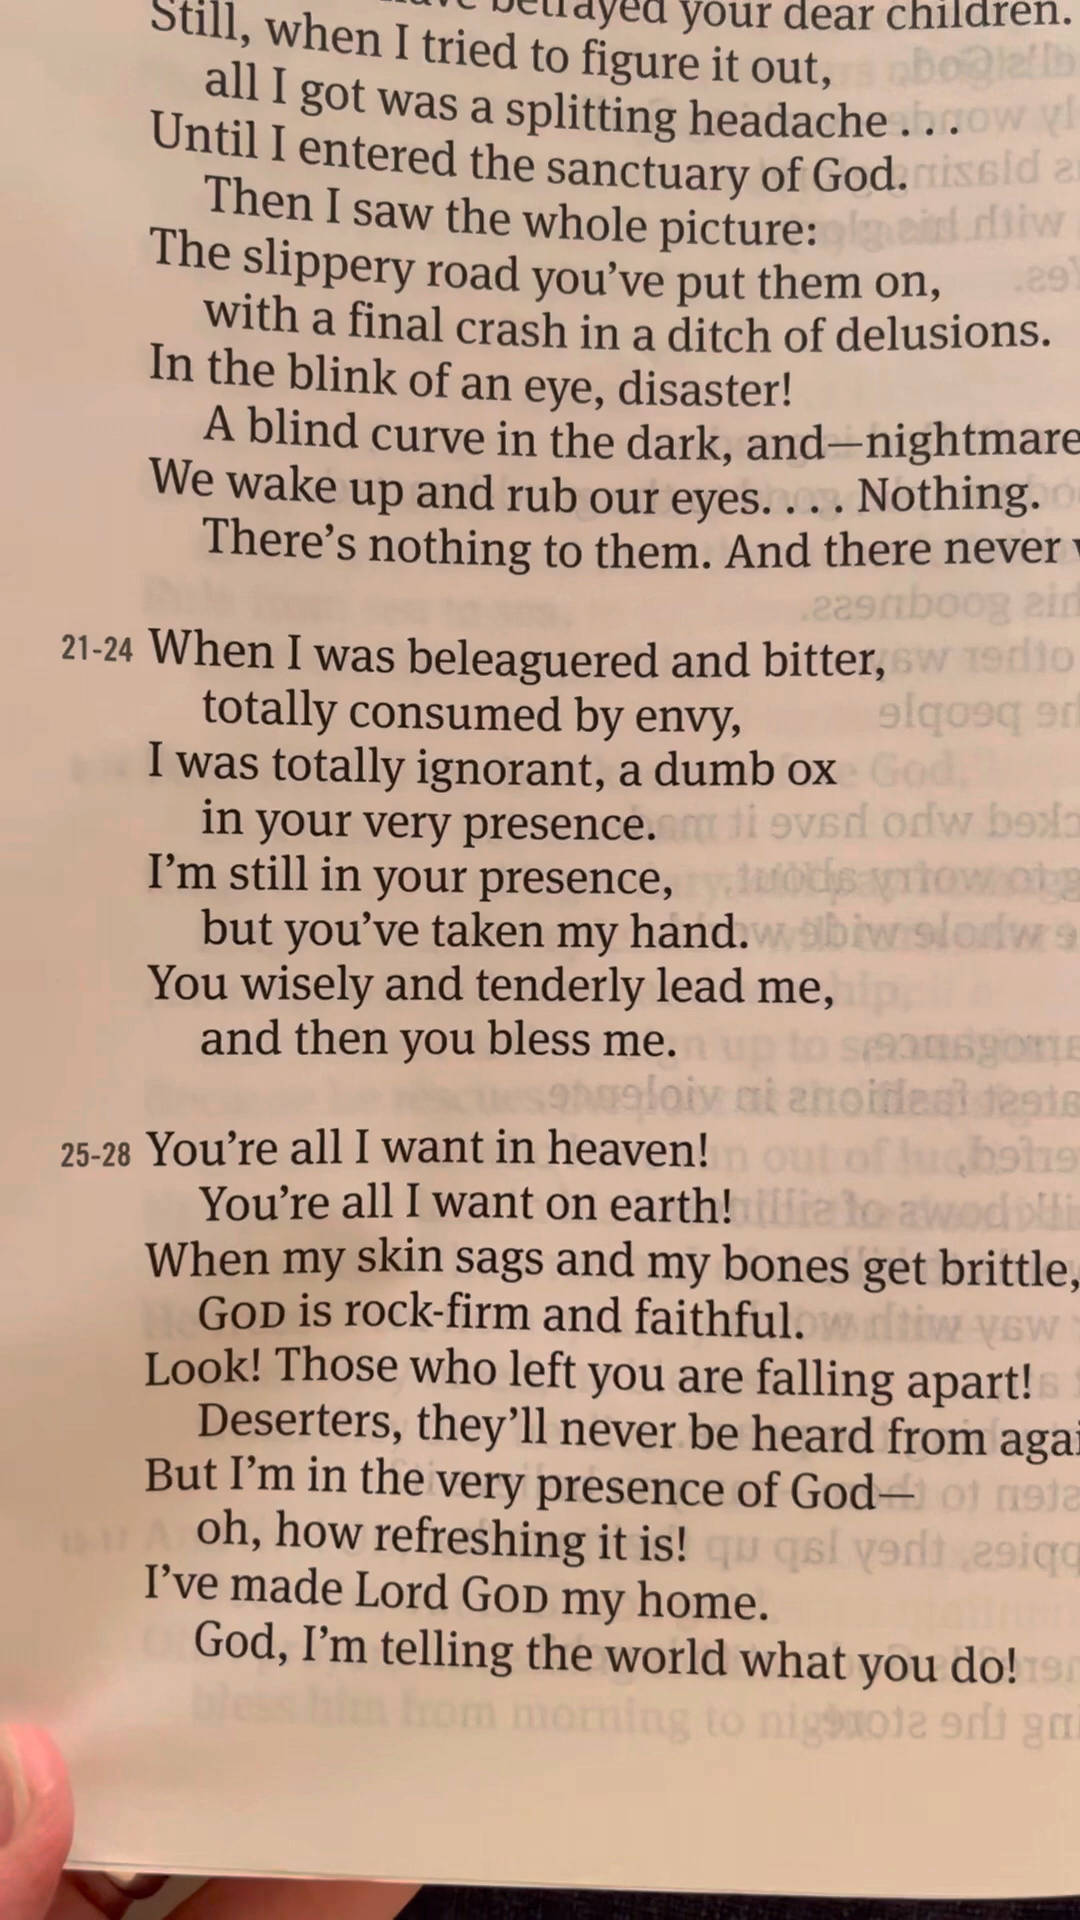 betrayed your dear children.
Still, when I tried to figure it out,
all I got was a splitting headache . . .
Until I entered the sanctuary of God.
Then I saw the whole picture:
The slippery road you’ve put them on,
with a final crash in a ditch of delusions.
In the blink of an eye, disaster!
A blind curve in the dark, and—nightmare
We wake up and rub our eyes. . . . Nothing.
There’s nothing to them. And there never
21-24 When I was beleaguered and bitter,
totally consumed by envy,
I was totally ignorant, a dumb ox
in your very presence.
I’m still in your presence,
but you’ve taken my hand.
You wisely and tenderly lead me,
and then you bless me.
25-28 You’re all I want in heaven!
You’re all I want on earth!
When my skin sags and my bones get brittle,
GOD is rock-firm and faithful.
Look! Those who left you are falling apart!
Deserters, they’ll never be heard from agai
But I’m in the very presence of God—
oh, how refreshing it is!
I’ve made Lord GOD my home.
God, I’m telling the world what you do!